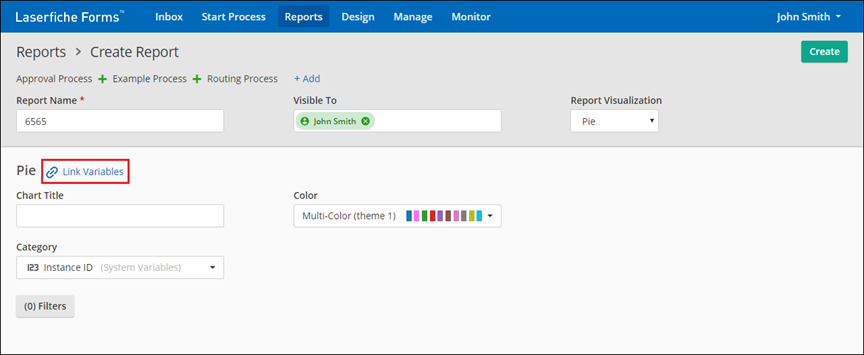 Laserfiche Forms™ Inbox Start Process Reports Design Manage Monitor John Smith
Reports > Create Report Create
Approval Process + Example Process + Routing Process + Add
Report Name * Visible To Report Visualization
6565 John Smith Pie
Pie Link Variables
Chart Title Color
Multi-Color (theme 1)
Category
123 Instance ID (System Variables)
(0) Filters